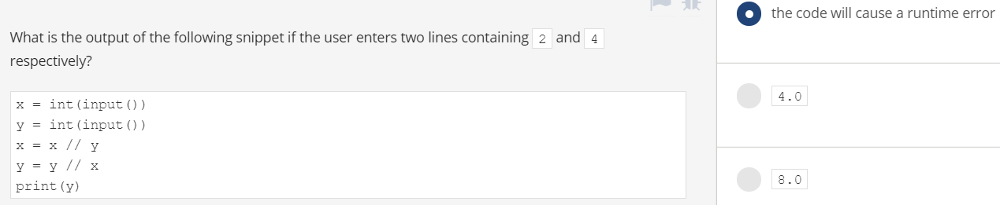 What is the output of the following snippet if the user enters two lines containing 2 and 4
respectively?
x = int(input())
y = int(input())
x = x // y
y = y // x
print(y)
the code will cause a runtime error
4.0
8.0